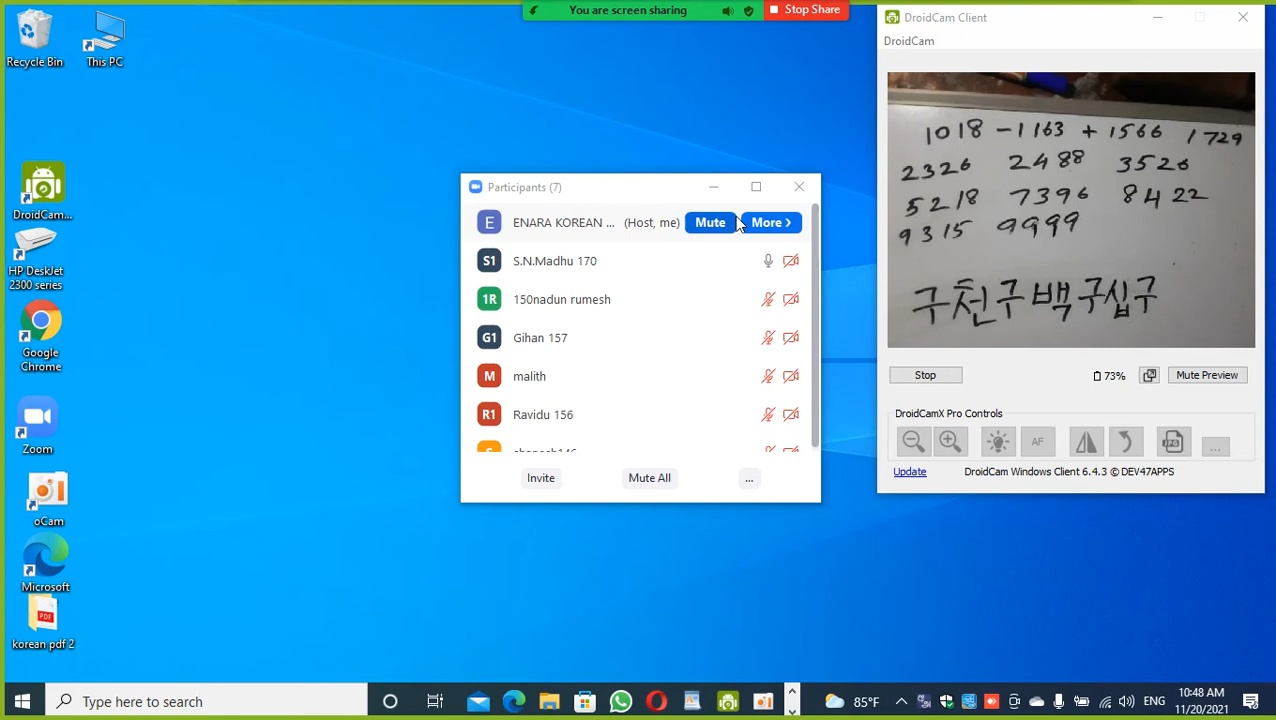 You are screen sharing
Stop Share
Recycle Bin
This PC
DroidCam...
HP DeskJet
2300 series
Google
Chrome
Zoom
oCam
Microsoft
korean pdf 2
Participants (7)
E
ENARA KOREAN ... (Host, me) Mute More >
S1 S.N.Madhu 170
1R 150nadun rumesh
G1 Gihan 157
M malith
R1 Ravidu 156
Invite Mute All ...
DroidCam Client
DroidCam
1018 - 1163 + 1566 1729
2326 2488 3526
5218 7396 8422
9315 9999
구천구백구십구
Stop 73% Mute Preview
DroidCamX Pro Controls
AF JPG ...
Update DroidCam Windows Client 6.4.3 © DEV47APPS
Type here to search
85°F
ENG
10:48 AM
11/20/2021